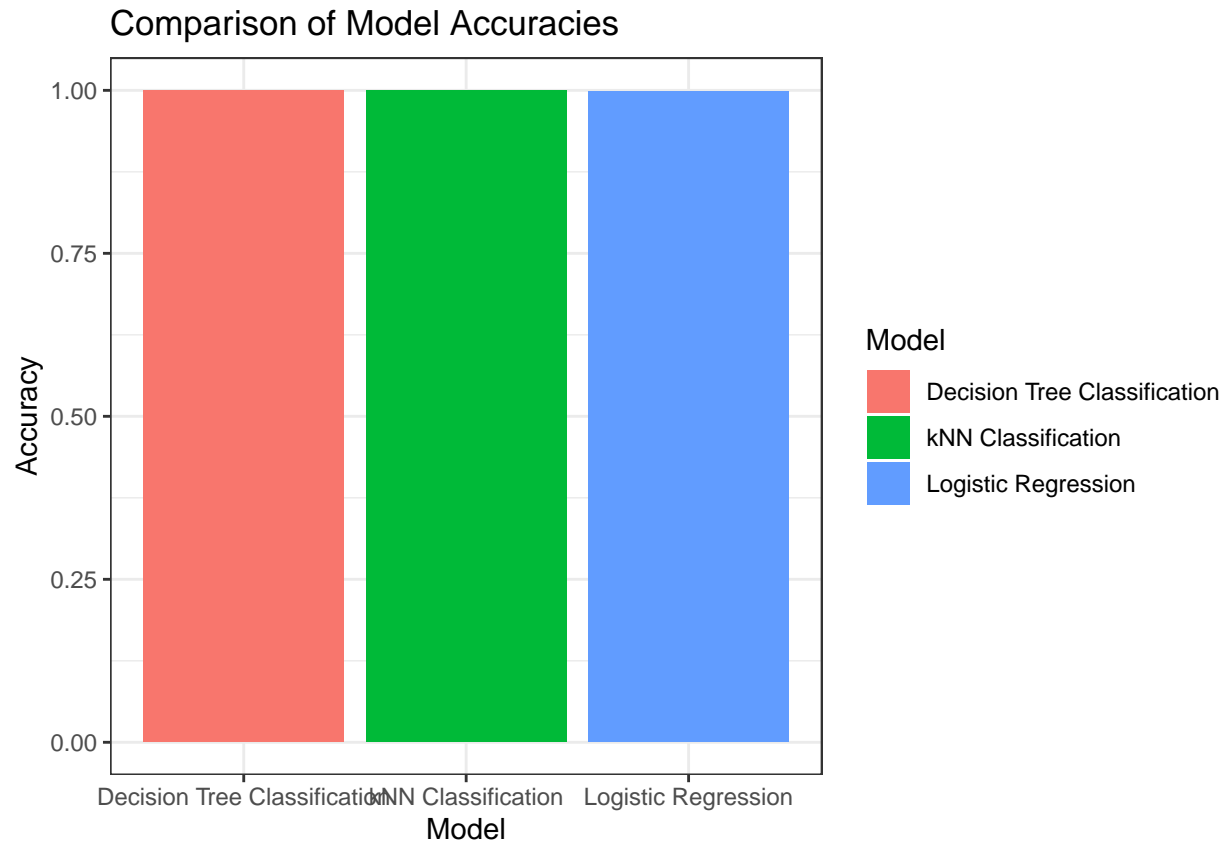 Comparison of Model Accuracies
1.00
0.75
0.50
0.25
0.00
Accuracy
Decision Tree Classification
kNN Classification
Logistic Regression
Model
Model
Decision Tree Classification
kNN Classification
Logistic Regression